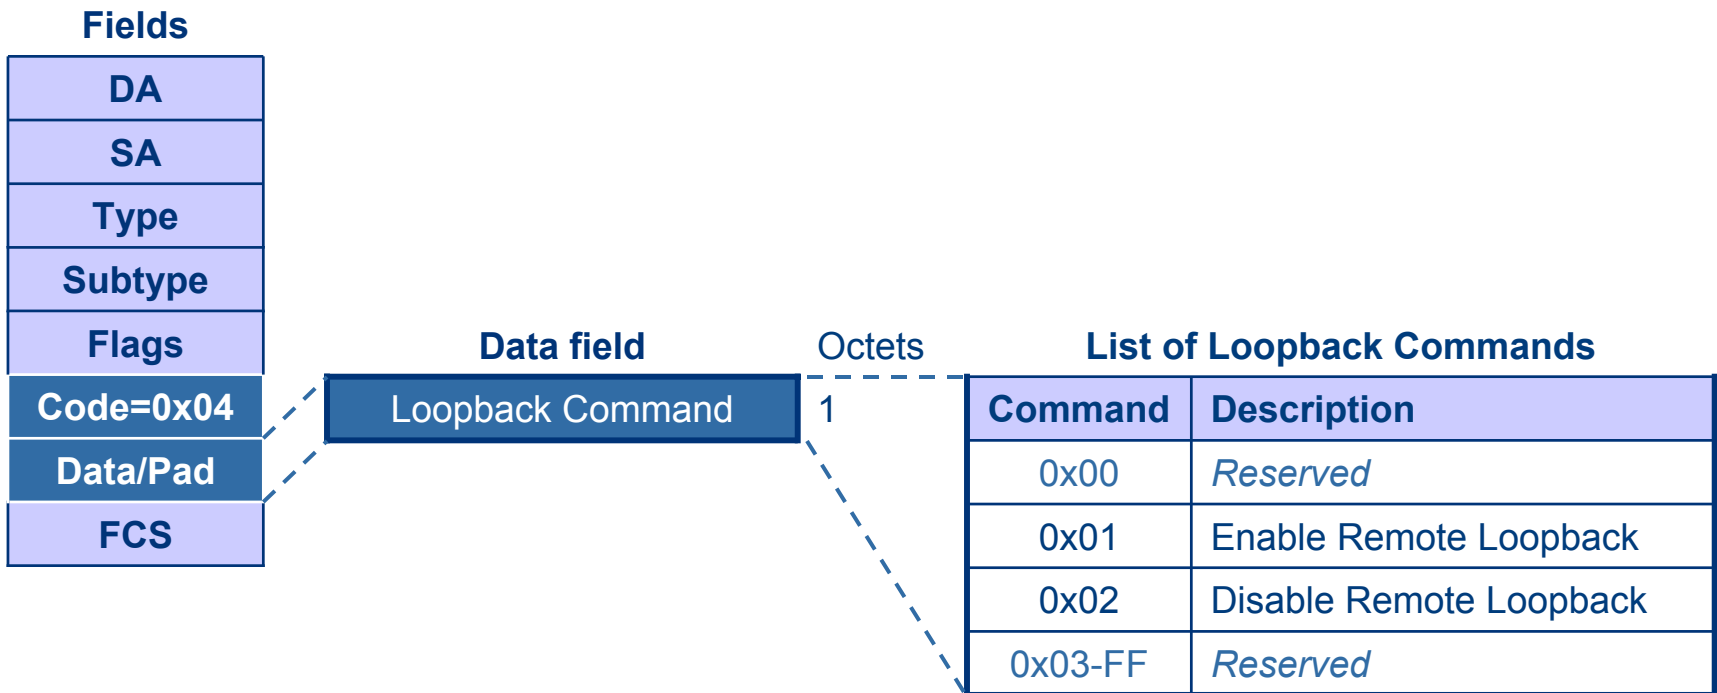 Fields
DA
SA
Type
Subtype
Flags
Code=0x04
Data/Pad
FCS
Data field
Octets
Loopback Command
1
List of Loopback Commands
Command Description
0x00 Reserved
0x01 Enable Remote Loopback
0x02 Disable Remote Loopback
0x03-FF Reserved